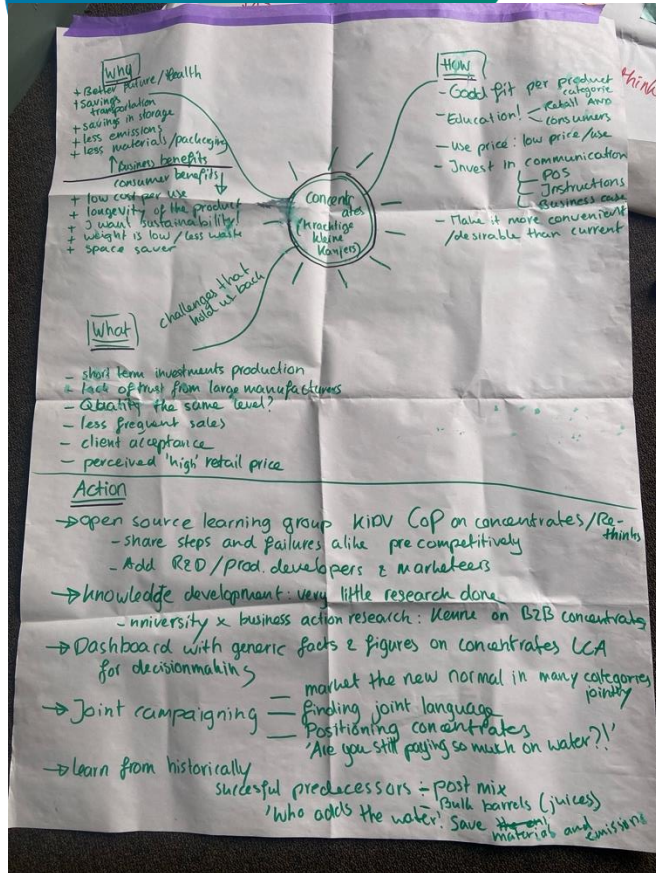 Why
+ Better future/Health
+ Savings
transportation
+ savings in storage
+ less emissions
+ less materials/packaging
↑ Business benefits
consumer benefits ↓
+ low cost per use
+ longevity of the product
+ I want sustainability!
+ weight is low/less waste
+ space saver
Concentr
ates
(Krachtige
kleine
Kanjers)
How
- Good fit per product
categorie
- Education!
Retail AND
consumers
- Use price: low price/use
- Invest in communication
POS
Instructions
Business case
- Make it more convenient
/desirable than current
think
challenges that
hold us back
What
- short term investments production
- lack of trust from large manufacturers
- Quality the same level?
- less frequent sales
- client acceptance
- perceived 'high' retail price
Action
→ open source learning group KIDV CoP on concentrates/Re-
thinks
- share steps and failures alike pre competitively
- Add R&D/prod. developers & marketeers
→ knowledge development: very little research done
- university x business action research: on B2B concentrates
→ Dashboard with generic facts & figures on concentrates LCA
for decisionmaking
→ Joint campaigning
market the new normal in many categories
jointly
finding joint language
Positioning concentrates
'Are you still paying so much on water?!'
→ learn from historically
succesful predecessors
- post mix
- Bulk barrels (juices)
'Who adds the water! Save
material and emissions